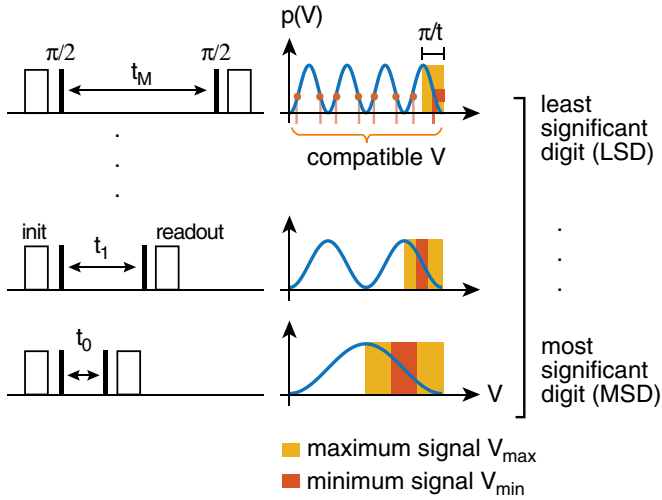 π/2
π/2
t_M
p(V)
π/t
compatible V
least
significant
digit (LSD)
init
t_1
readout
t_0
V
most
significant
digit (MSD)
maximum signal V_max
minimum signal V_min